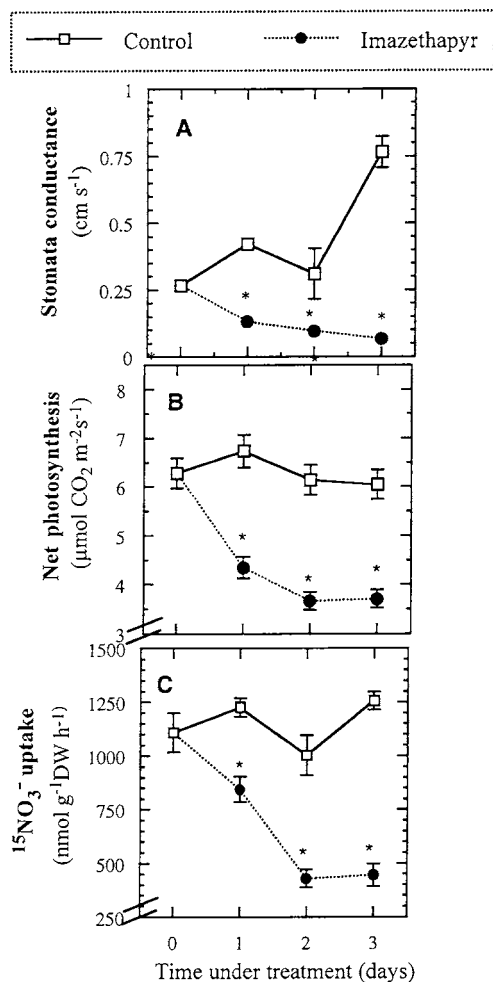 Control Imazethapyr
A
Stomata conductance
(cm s⁻¹)
1
0.75
0.5
0.25
0
*
*
*
B
Net photosynthesis
(μmol CO₂ m⁻²s⁻¹)
8
7
6
5
4
3
*
*
*
C
¹⁵NO₃⁻ uptake
(nmol g⁻¹DW h⁻¹)
1500
1250
1000
750
500
250
*
*
*
0 1 2 3
Time under treatment (days)